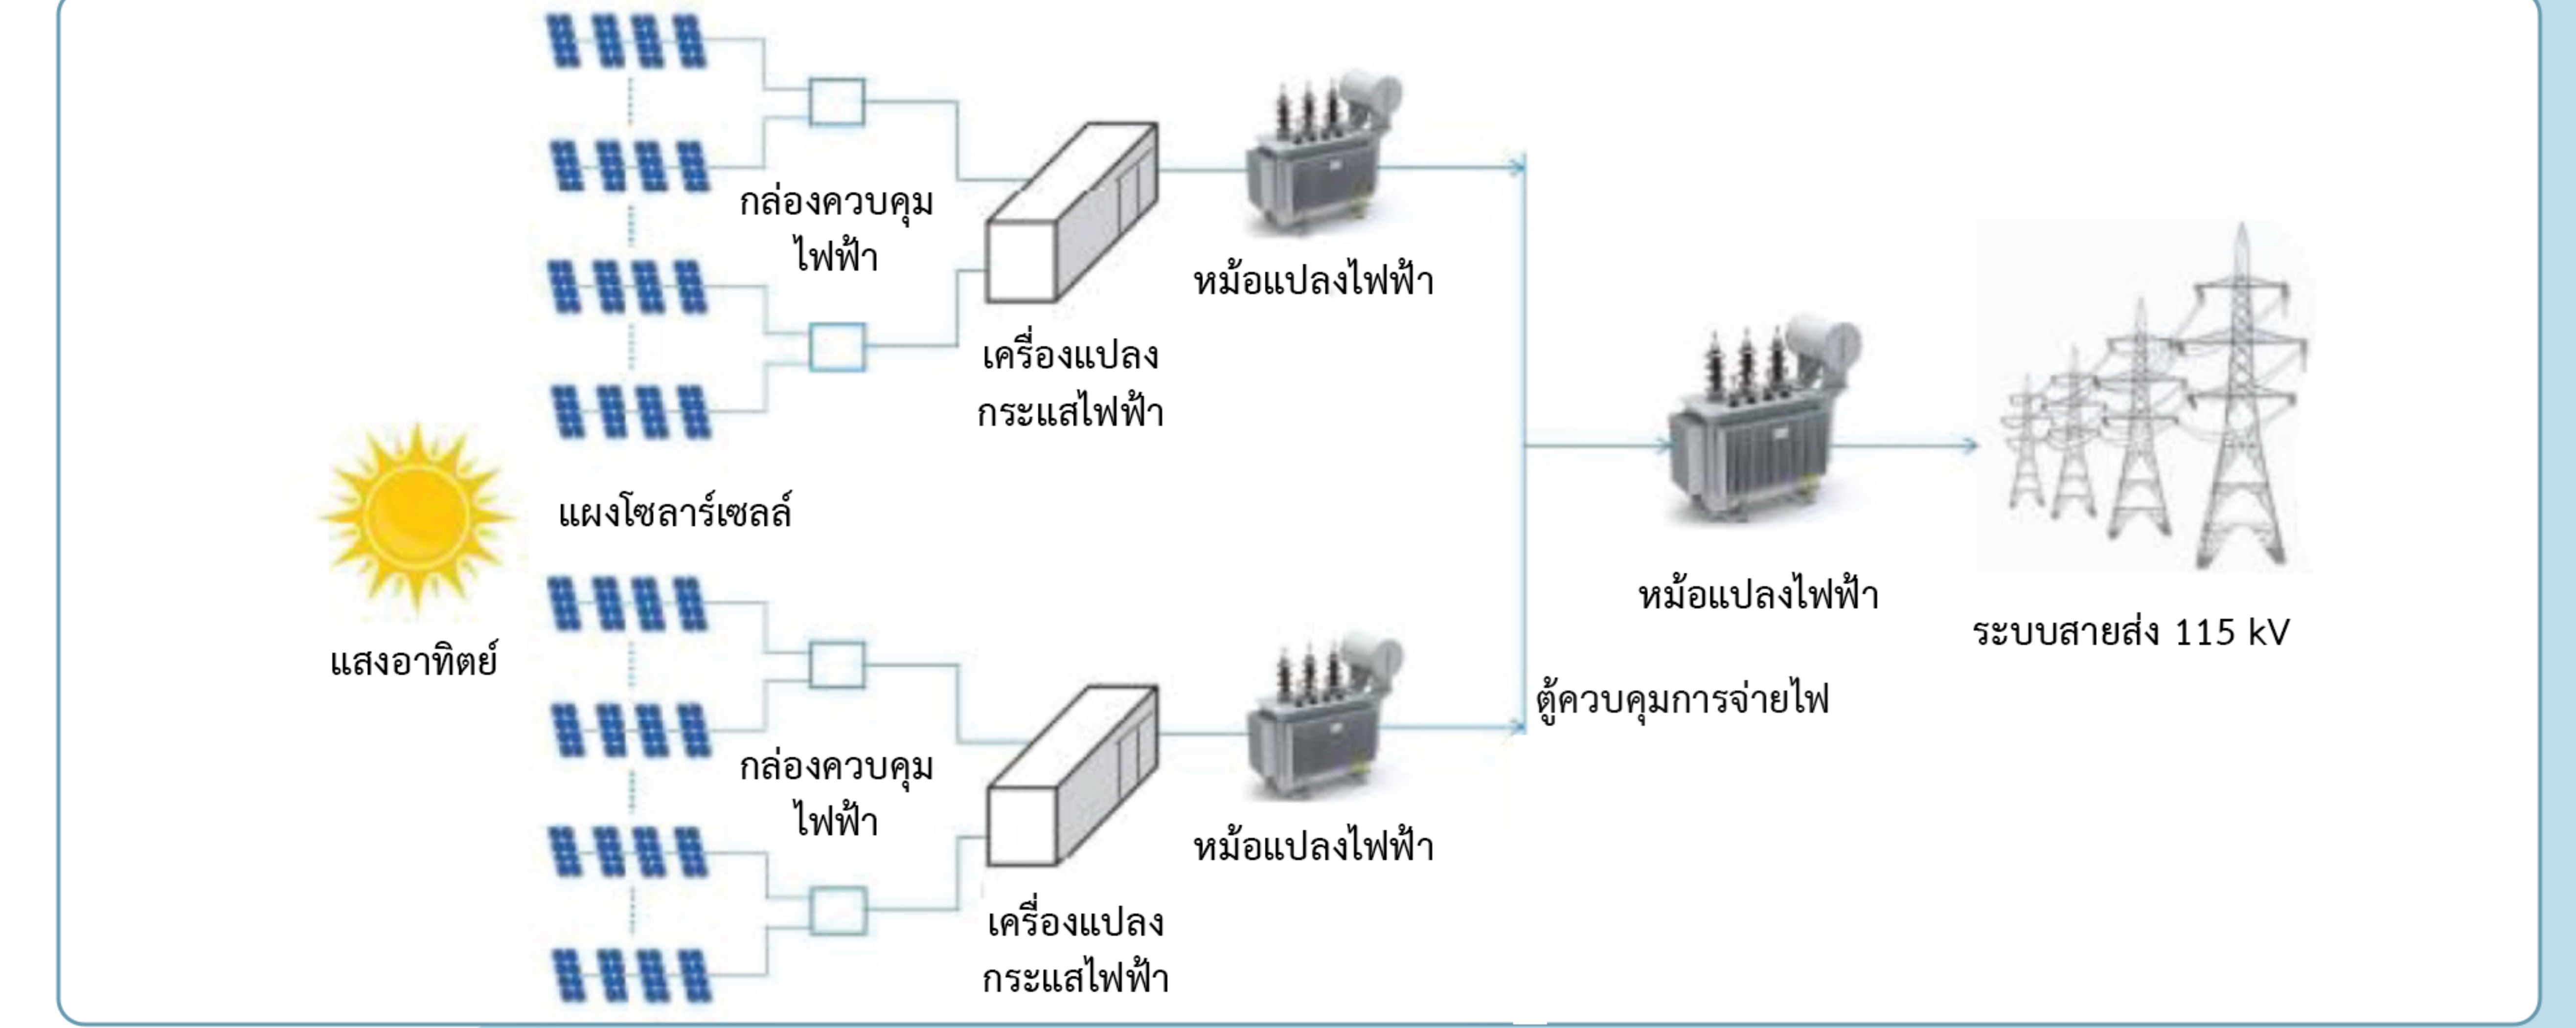 กล่องควบคุม
ไฟฟ้า
หม้อแปลงไฟฟ้า
เครื่องแปลง
กระแสไฟฟ้า
แผงโซลาร์เซลล์
แสงอาทิตย์
หม้อแปลงไฟฟ้า
ระบบสายส่ง 115 kV
ตู้ควบคุมการจ่ายไฟ
กล่องควบคุม
ไฟฟ้า
หม้อแปลงไฟฟ้า
เครื่องแปลง
กระแสไฟฟ้า